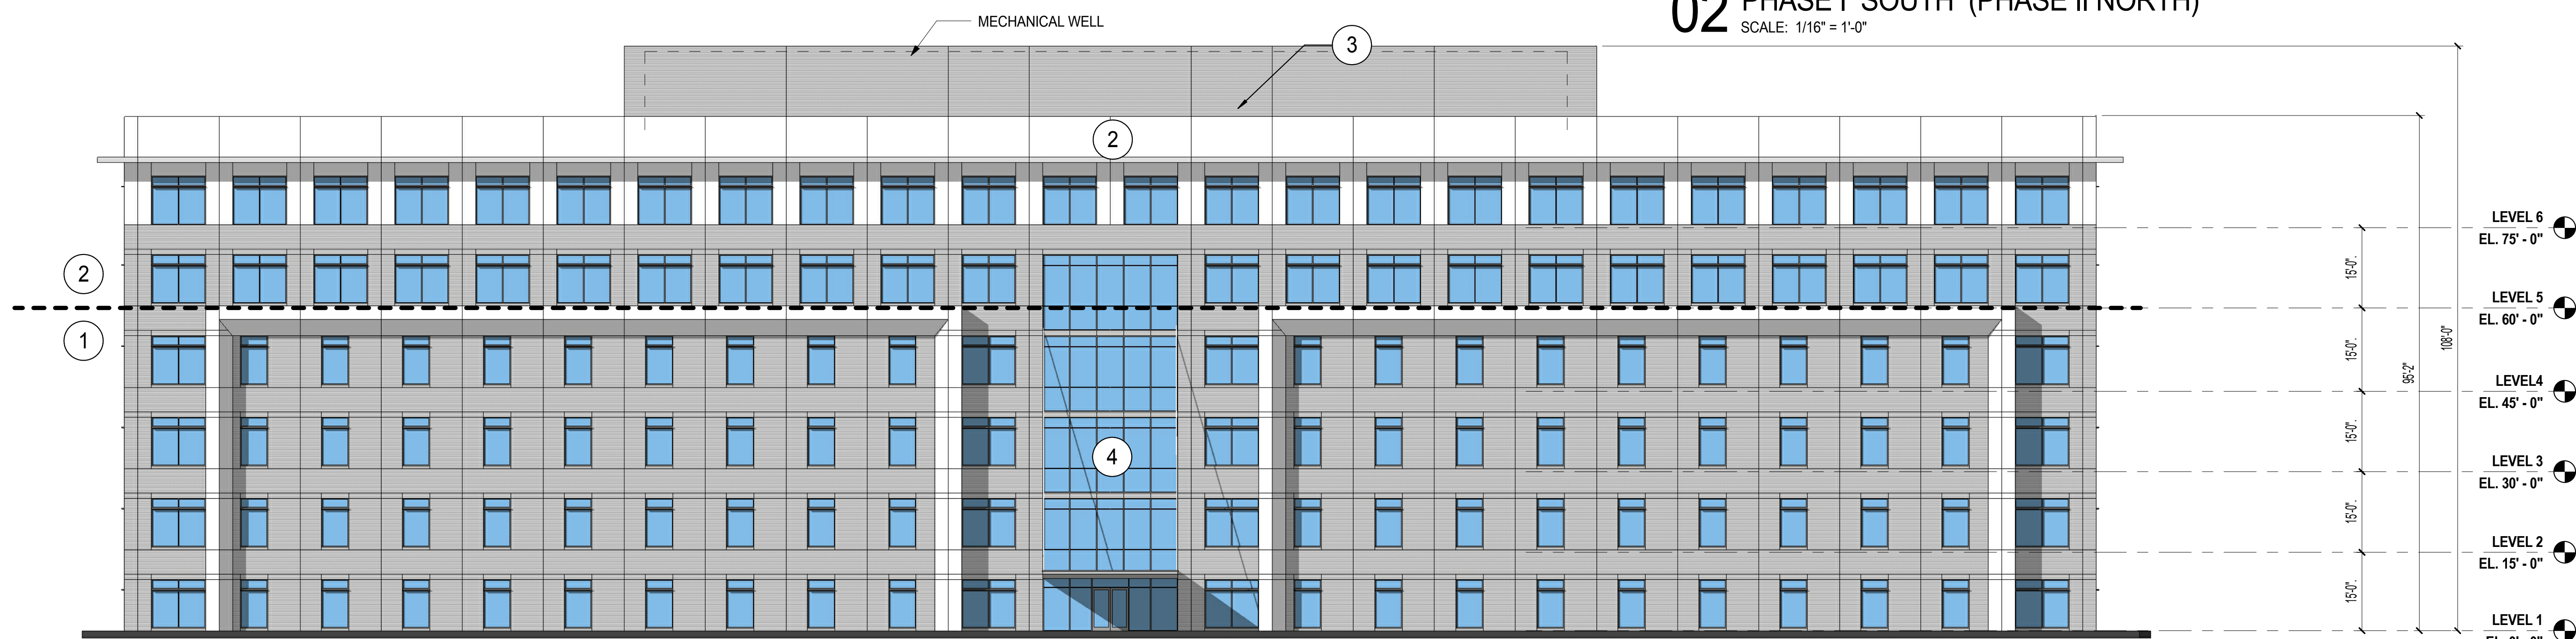 02 PHASE I SOUTH (PHASE II NORTH)
SCALE: 1/16" = 1'-0"
MECHANICAL WELL
3
2
2
1
4
LEVEL 6
EL. 75' - 0"
LEVEL 5
EL. 60' - 0"
LEVEL4
EL. 45' - 0"
LEVEL 3
EL. 30' - 0"
LEVEL 2
EL. 15' - 0"
LEVEL 1
15'-0".
15'-0".
15'-0".
15'-0".
15'-0".
95'-2"
108'-0"